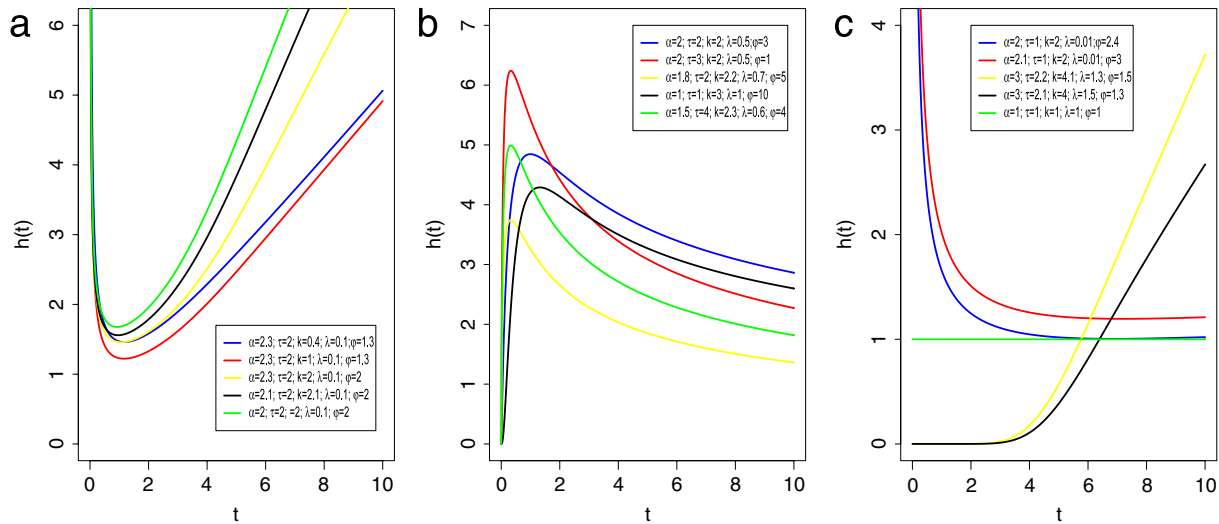 a
h(t)
6
5
4
3
2
1
0
α=2.3; τ=2; k=0.4; λ=0.1;φ=1.3
α=2.3; τ=2; k=1; λ=0.1; φ=1.3
α=2.3; τ=2; k=2; λ=0.1; φ=2
α=2.1; τ=2; k=2.1; λ=0.1; φ=2
α=2; τ=2; =2; λ=0.1; φ=2
0 2 4 6 8 10
t
b
h(t)
7
6
5
4
3
2
1
0
α=2; τ=2; k=2; λ=0.5;φ=3
α=2; τ=3; k=2; λ=0.5; φ=1
α=1.8; τ=2; k=2.2; λ=0.7; φ=5
α=1; τ=1; k=3; λ=1; φ=10
α=1.5; τ=4; k=2.3; λ=0.6; φ=4
0 2 4 6 8 10
t
c
h(t)
4
4
2
1
0
α=2; τ=1; k=2; λ=0.01;φ=2.4
α=2.1; τ=1; k=2; λ=0.01; φ=3
α=3; τ=2.2; k=4.1; λ=1.3; φ=1.5
α=3; τ=2.1; k=4; λ=1.5; φ=1.3
α=1; τ=1; k=1; λ=1; φ=1
0 2 4 6 8 10
t